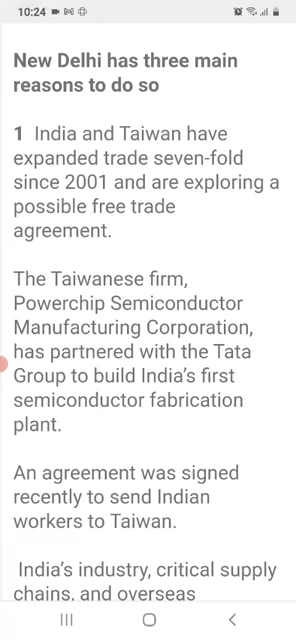 10:24
New Delhi has three main
reasons to do so
1 India and Taiwan have
expanded trade seven-fold
since 2001 and are exploring a
possible free trade
agreement.
The Taiwanese firm,
Powerchip Semiconductor
Manufacturing Corporation,
has partnered with the Tata
Group to build India's first
semiconductor fabrication
plant.
An agreement was signed
recently to send Indian
workers to Taiwan.
India's industry, critical supply
chains, and overseas